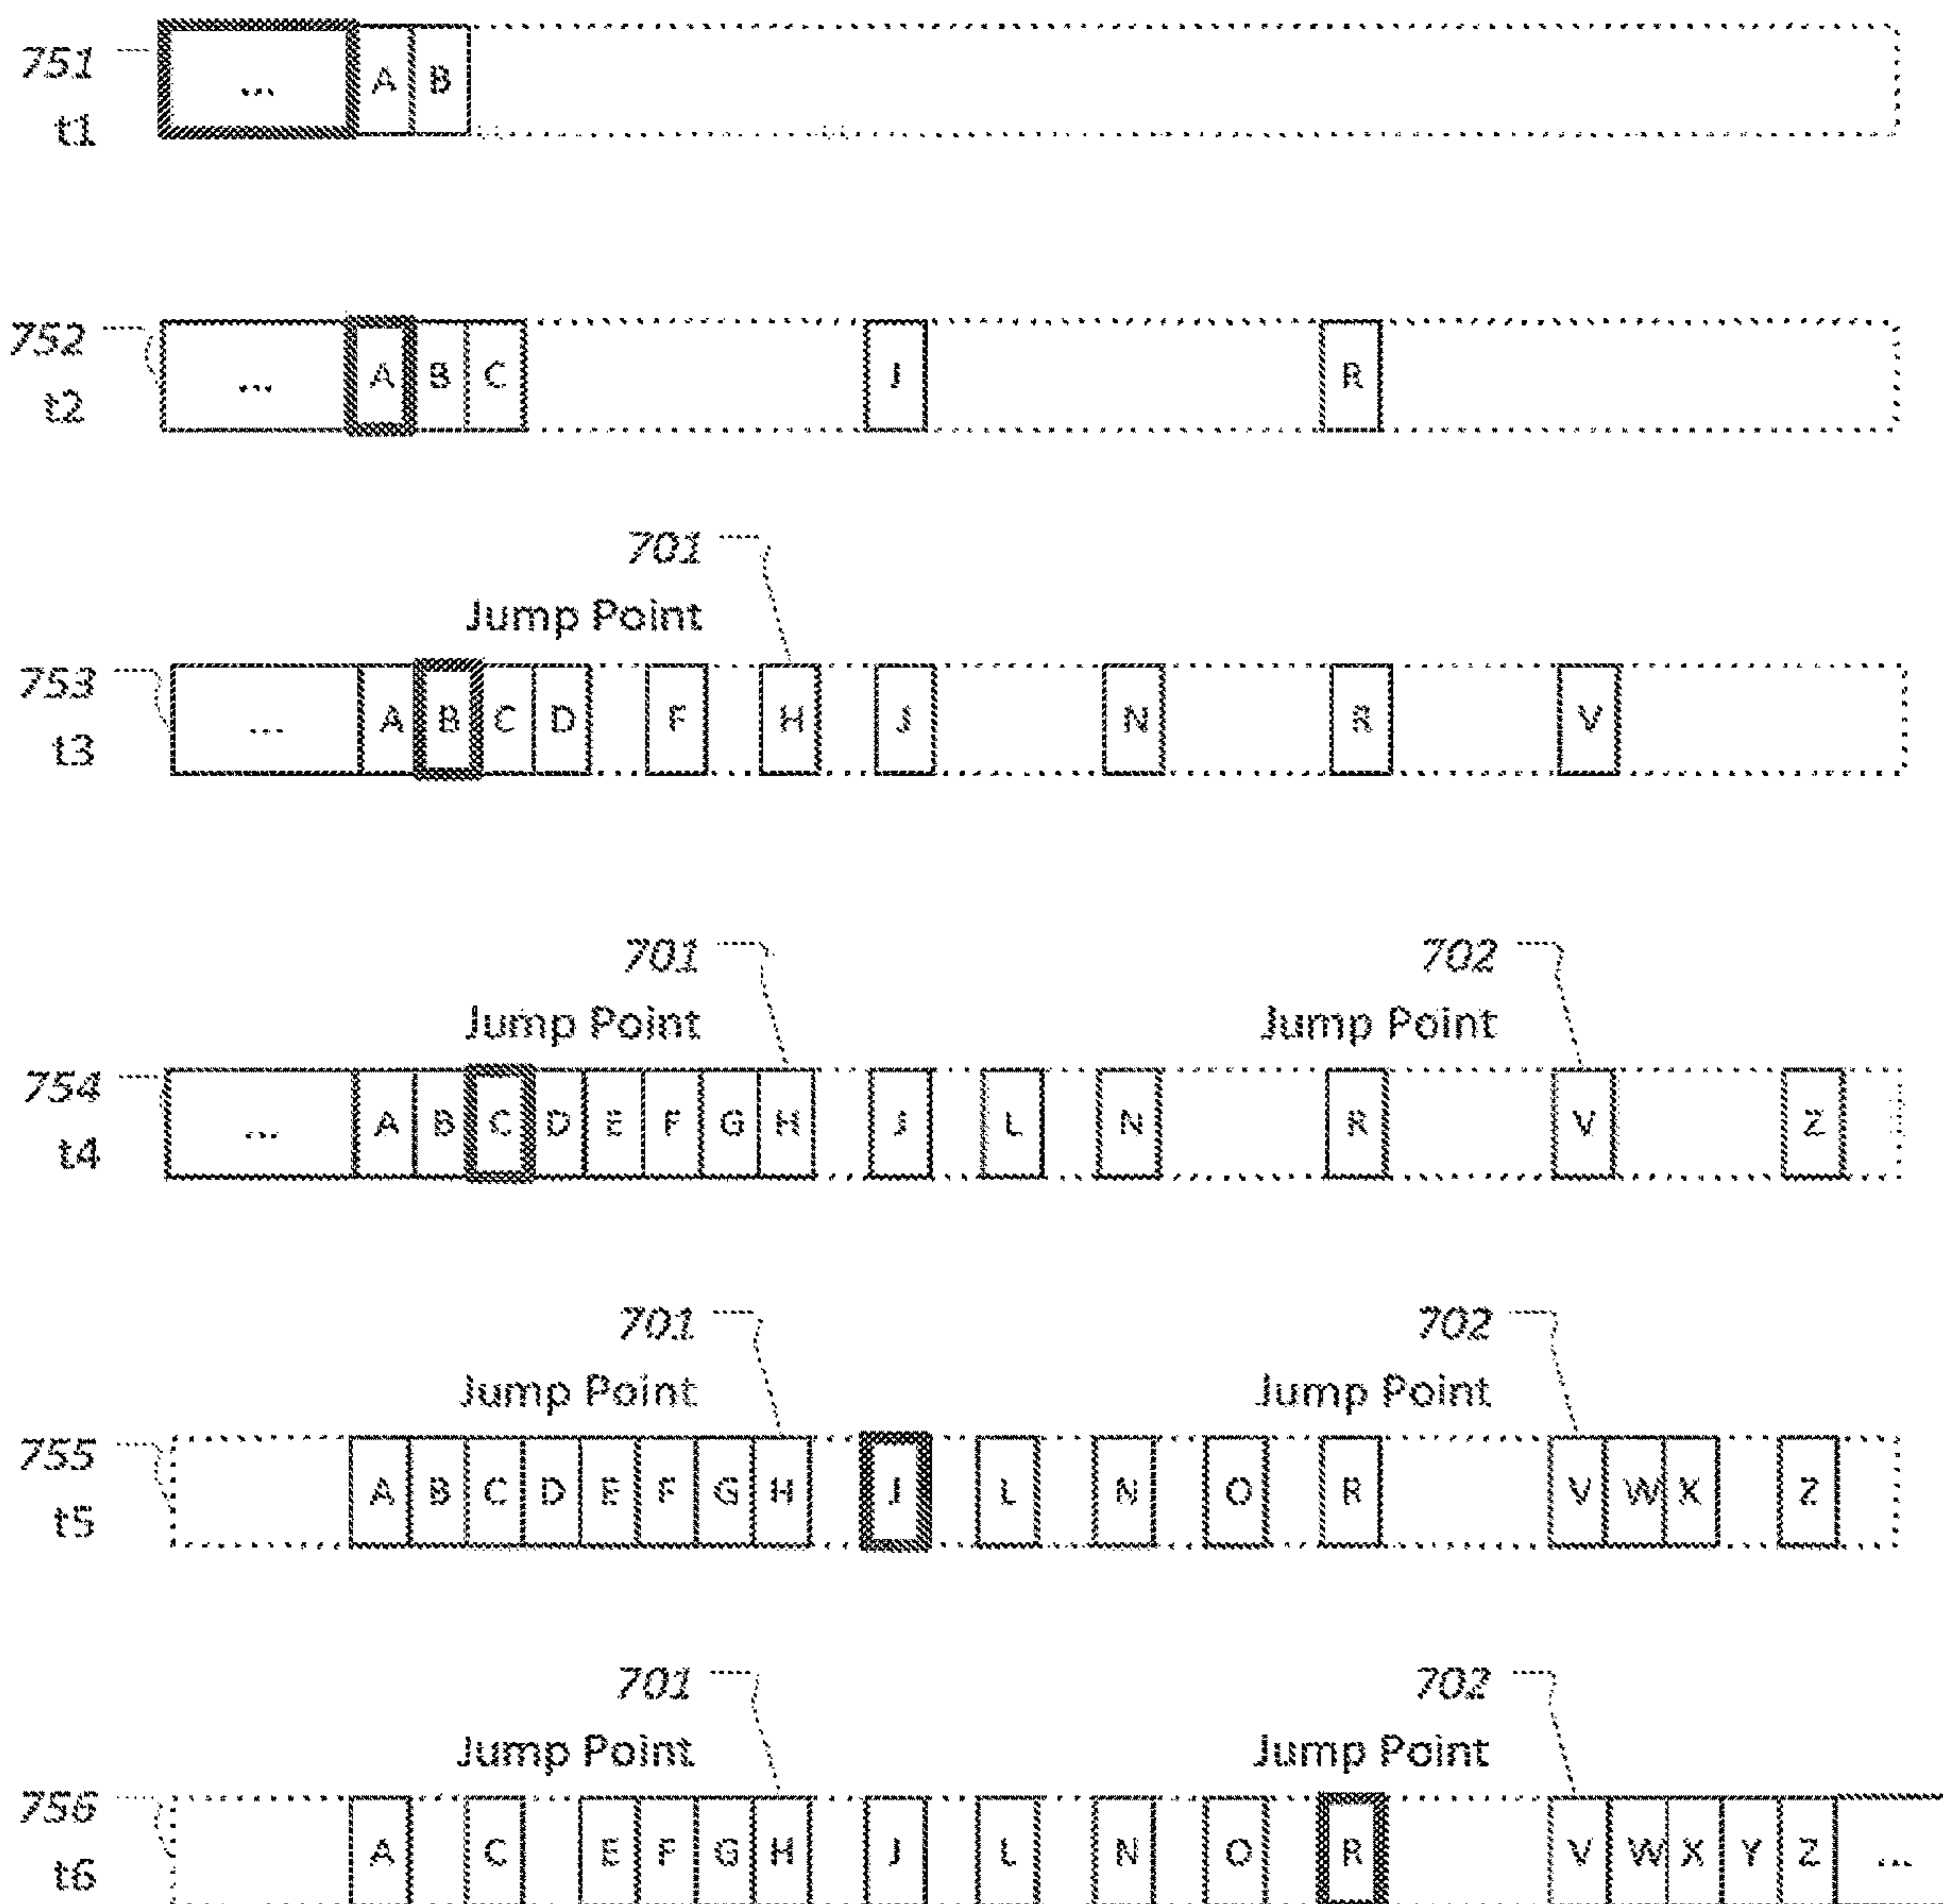 751
t1
... A B
752
t2
... A B C J R
701
Jump Point
753
t3
... A B C D F H J N R V
701 702
Jump Point Jump Point
754
t4
... A B C D E F G H J L N R V Z
701 702
Jump Point Jump Point
755
t5
A B C D E F G H J L N O R V W X Z
701 702
Jump Point Jump Point
756
t6
A C E F G H J L N O R V W X Y Z ...